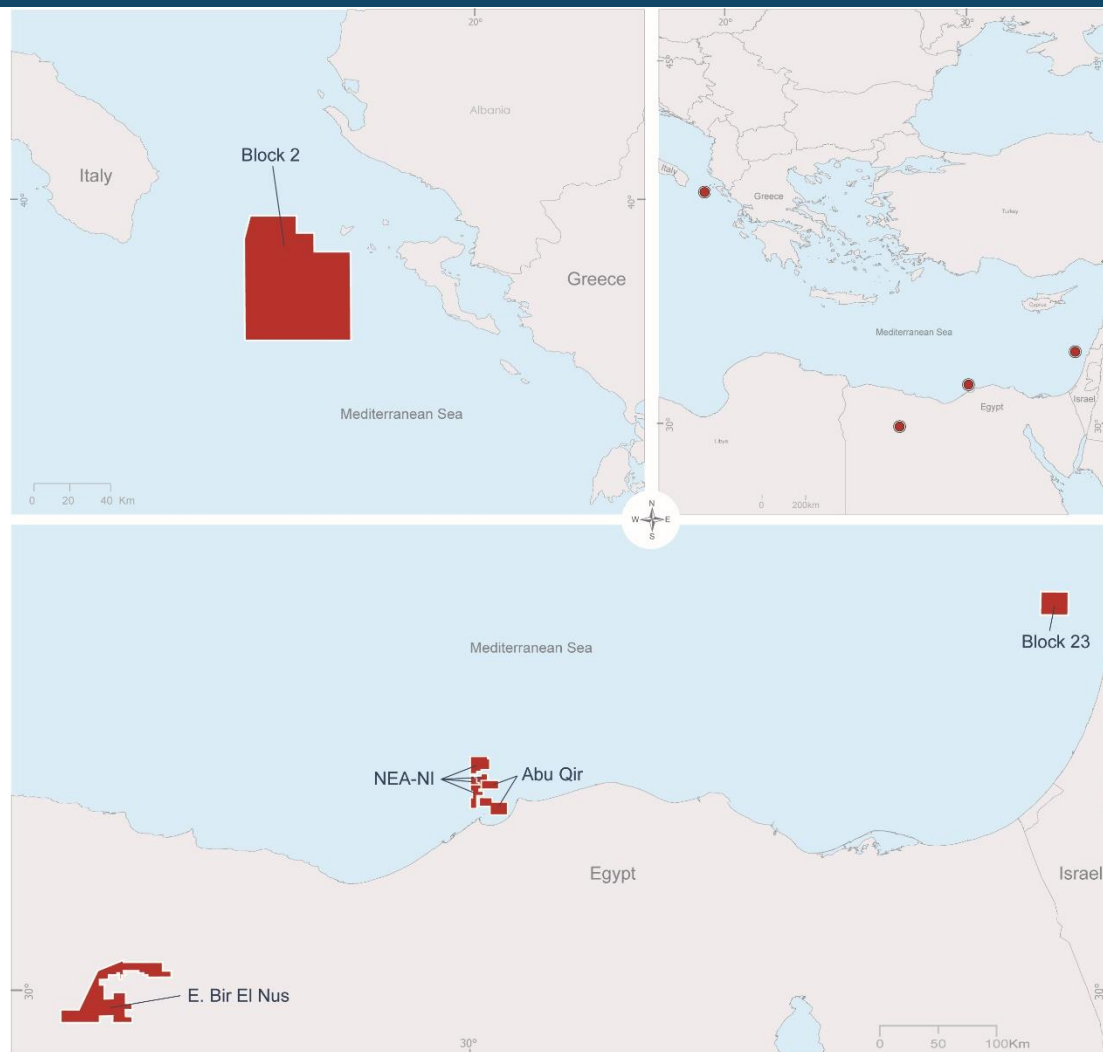 20°
Albania
Block 2
Italy
40°
40°
Greece
Mediterranean Sea
0 20 40 Km
20°
30°
45°
45°
Italy
Greece
Turkey
Cyprus
Mediterranean Sea
Israel
Egypt
30°
30°
0 200km
N
W E
S
Mediterranean Sea
Block 23
NEA-NI
Abu Qir
Egypt
Israel
30°
E. Bir El Nus
30°
30°
0 50 100Km